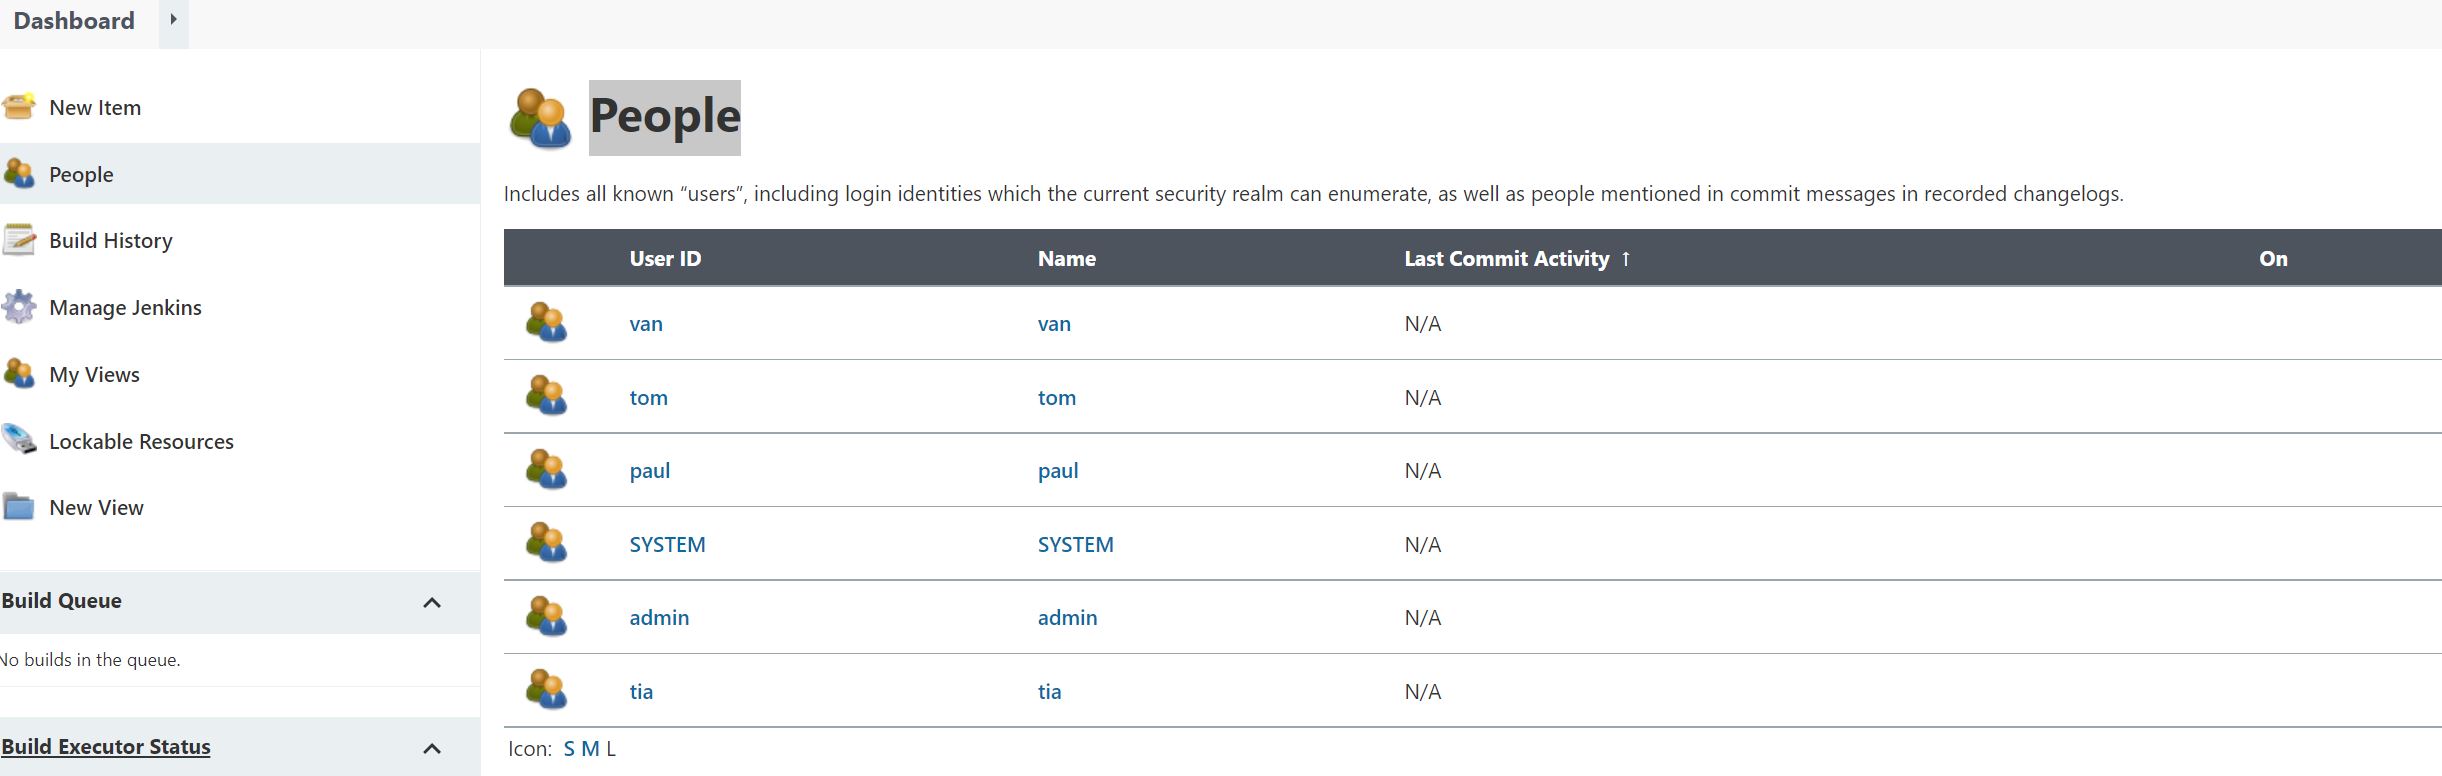 Dashboard
New Item
People
Build History
Manage Jenkins
My Views
Lockable Resources
New View
Build Queue
No builds in the queue.
Build Executor Status
People
Includes all known “users”, including login identities which the current security realm can enumerate, as well as people mentioned in commit messages in recorded changelogs.
User ID Name Last Commit Activity ↑ On
van van N/A
tom tom N/A
paul paul N/A
SYSTEM SYSTEM N/A
admin admin N/A
tia tia N/A
Icon: S M L